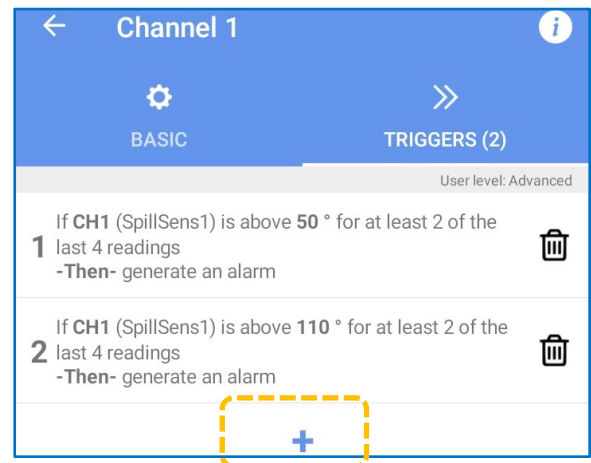 Channel 1
i
BASIC
TRIGGERS (2)
User level: Advanced
If CH1 (SpillSens1) is above 50 ° for at least 2 of the
1 last 4 readings
-Then- generate an alarm
If CH1 (SpillSens1) is above 110 ° for at least 2 of the
2 last 4 readings
-Then- generate an alarm
+